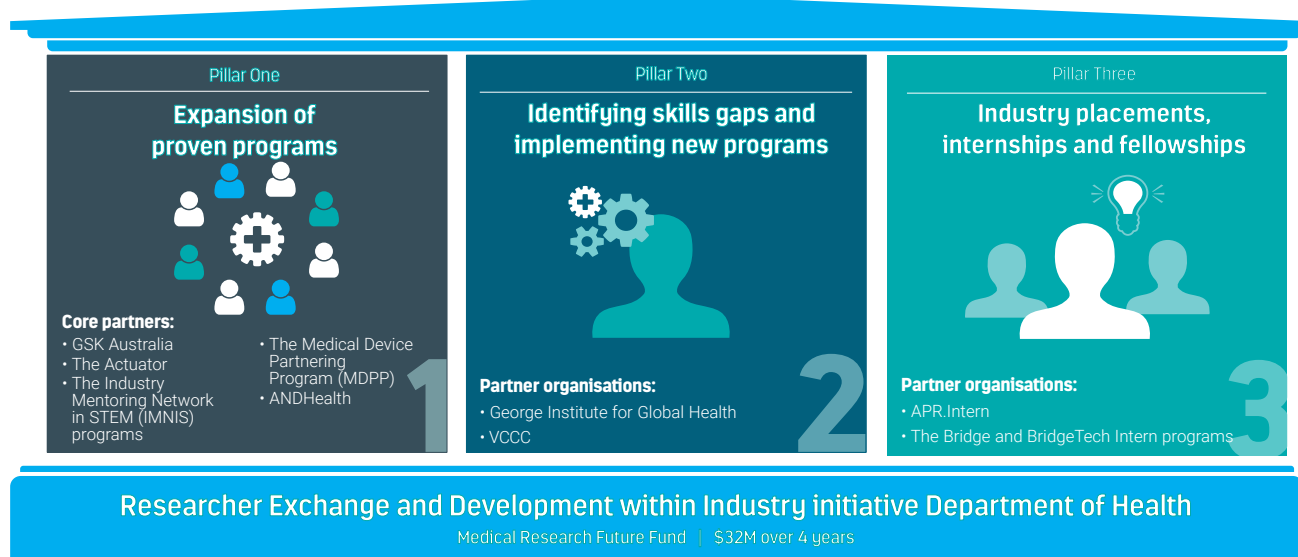 Pillar One
Expansion of
proven programs
Core partners:
• GSK Australia
• The Actuator
• The Industry
Mentoring Network
in STEM (IMNIS)
programs
• The Medical Device
Partnering
Program (MDPP)
• ANDHealth
1
Pillar Two
Identifying skills gaps and
implementing new programs
Partner organisations:
• George Institute for Global Health
• VCCC
2
Pillar Three
Industry placements,
internships and fellowships
Partner organisations:
• APR.Intern
• The Bridge and BridgeTech Intern programs
3
Researcher Exchange and Development within Industry initiative Department of Health
Medical Research Future Fund | $32M over 4 years